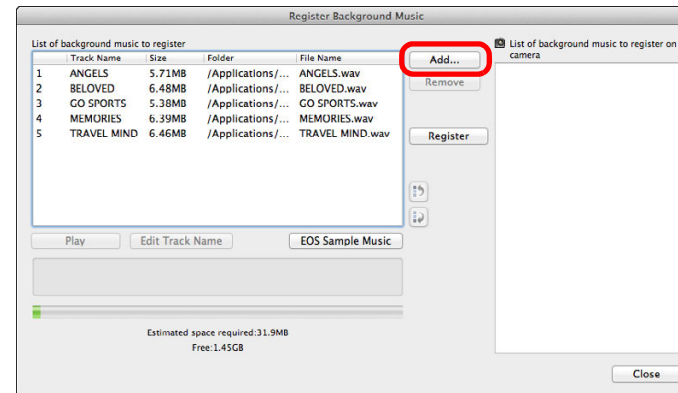 Register Background Music
List of background music to register
Track Name Size Folder File Name
1 ANGELS 5.71MB /Applications/... ANGELS.wav
2 BELOVED 6.48MB /Applications/... BELOVED.wav
3 GO SPORTS 5.38MB /Applications/... GO SPORTS.wav
4 MEMORIES 6.39MB /Applications/... MEMORIES.wav
5 TRAVEL MIND 6.46MB /Applications/... TRAVEL MIND.wav
Add...
Remove
Register
List of background music to register on
camera
Play Edit Track Name EOS Sample Music
Estimated space required:31.9MB
Free:1.45GB
Close